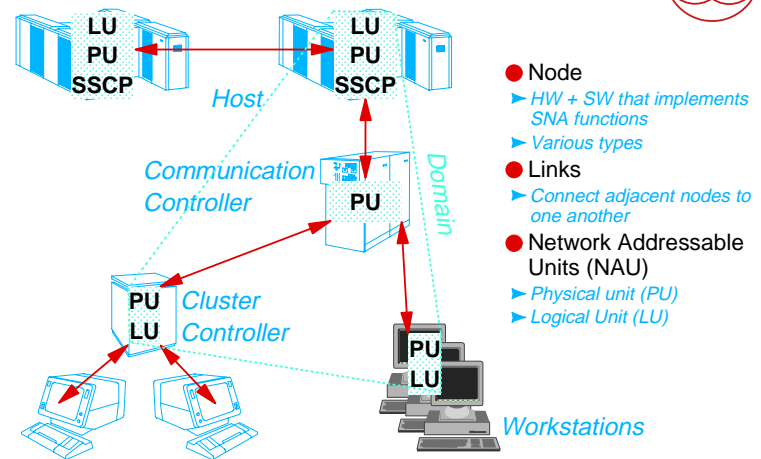 LU
PU
SSCP
LU
PU
SSCP
Host
Communication
Controller
PU
Domain
PU
LU
Cluster
Controller
PU
LU
Workstations
Node
HW + SW that implements
SNA functions
Various types
Links
Connect adjacent nodes to
one another
Network Addressable
Units (NAU)
Physical unit (PU)
Logical Unit (LU)